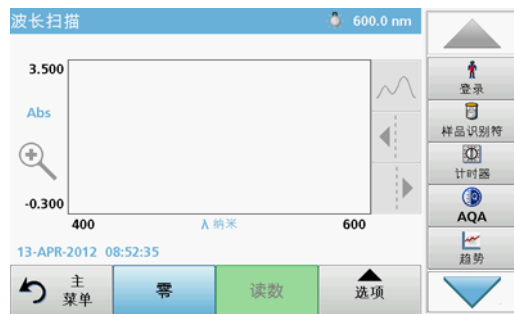 波长扫描
600.0 nm
3.500
Abs
-0.300
400
λ 纳米
600
13-APR-2012 08:52:35
主
菜单
零
读数
选项
登录
样品识别符
计时器
AQA
趋势